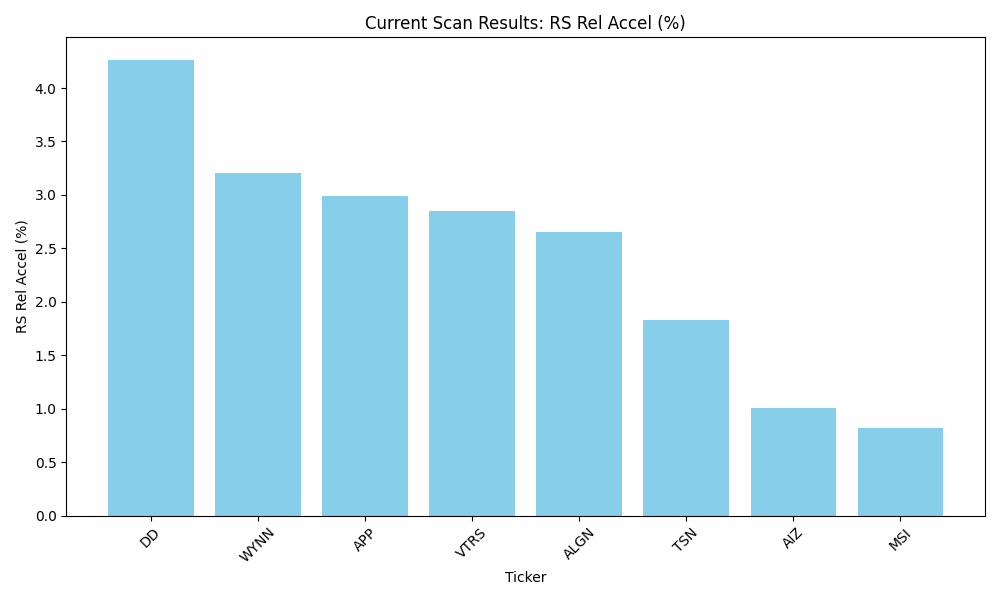 Current Scan Results: RS Rel Accel (%)
RS Rel Accel (%)
4.0
3.5
3.0
2.5
2.0
1.5
1.0
0.5
0.0
DD
WYNN
APP
VTRS
ALGN
TSN
AIZ
MSI
Ticker